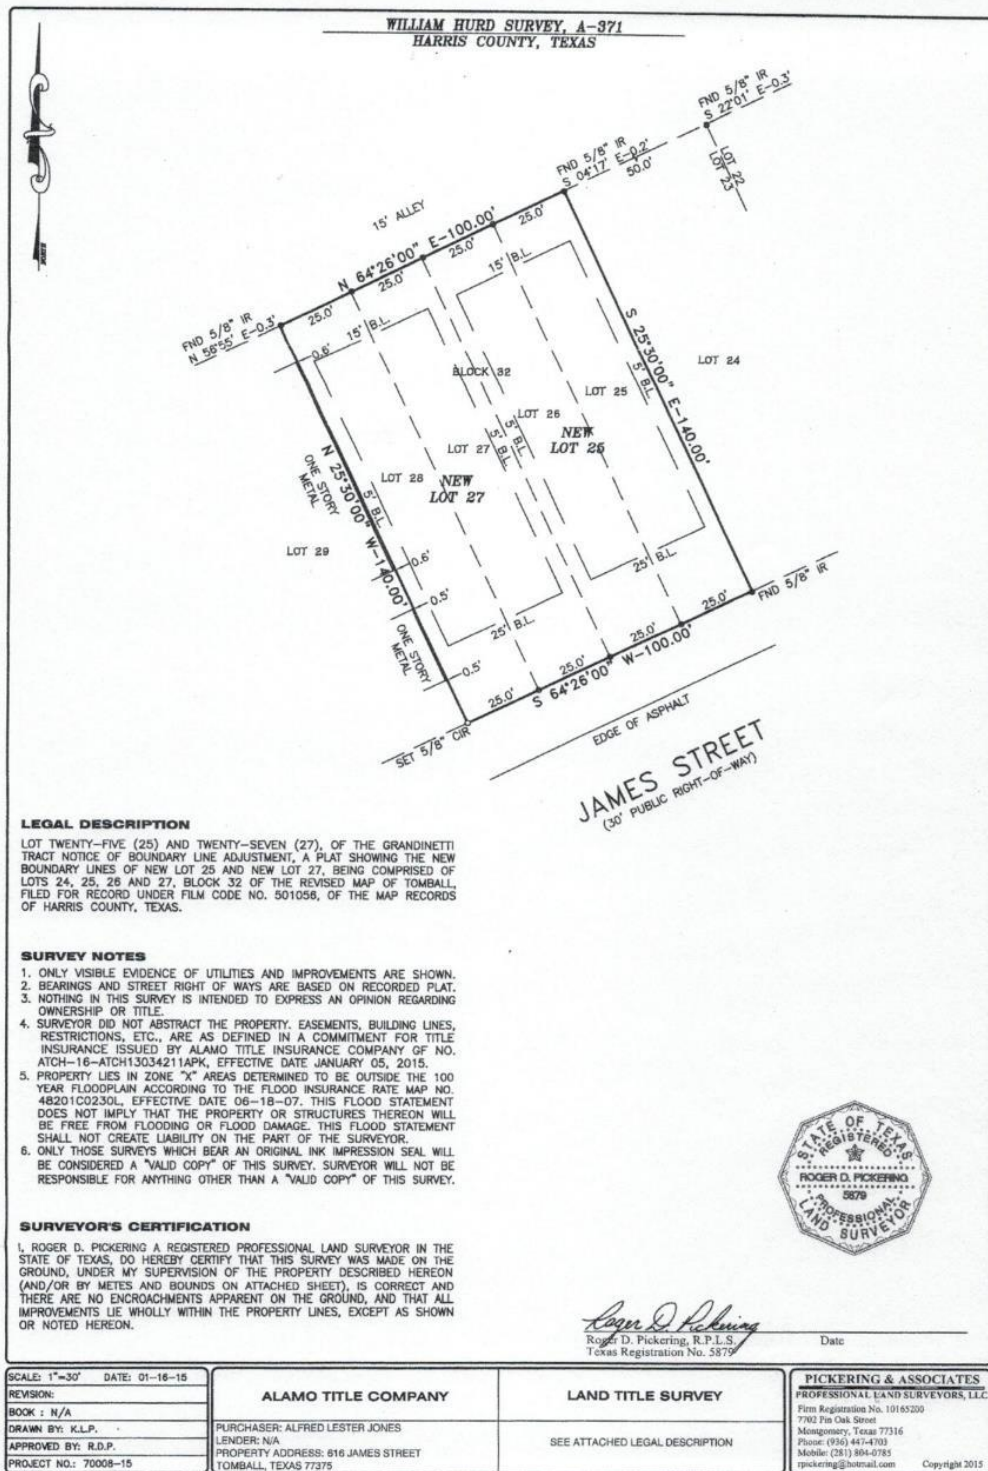 WILLIAM HURD SURVEY, A-371
HARRIS COUNTY, TEXAS
FND 5/8" IR
S 22°01' E-0.3'
LOT 22
LOT 23
FND 5/8" IR
S 04°17' E-0.2'
50.0'
15' ALLEY
N 64°26'00" E-100.00'
25.0'
25.0'
25.0'
25.0'
FND 5/8" IR
N 56°55' E-0.3'
0.6'
15' B.L.
15' B.L.
BLOCK 32
S 25°30'00" E-140.00'
5' B.L.
LOT 24
LOT 25
LOT 26
NEW
LOT 25
5' B.L.
5' B.L.
LOT 27
LOT 28
NEW
LOT 27
N 25°30'00" W-140.00'
5' B.L.
ONE STORY
METAL
LOT 29
0.6'
0.5'
ONE STORY
METAL
0.5'
25' B.L.
25' B.L.
FND 5/8" IR
25.0'
25.0'
25.0'
25.0'
S 64°26'00" W-100.00'
SET 5/8" CIR
EDGE OF ASPHALT
JAMES STREET
(30' PUBLIC RIGHT-OF-WAY)
LEGAL DESCRIPTION
LOT TWENTY-FIVE (25) AND TWENTY-SEVEN (27), OF THE GRANDINETTI
TRACT NOTICE OF BOUNDARY LINE ADJUSTMENT, A PLAT SHOWING THE NEW
BOUNDARY LINES OF NEW LOT 25 AND NEW LOT 27, BEING COMPRISED OF
LOTS 24, 25, 26 AND 27, BLOCK 32 OF THE REVISED MAP OF TOMBALL,
FILED FOR RECORD UNDER FILM CODE NO. 501056, OF THE MAP RECORDS
OF HARRIS COUNTY, TEXAS.
SURVEY NOTES
1. ONLY VISIBLE EVIDENCE OF UTILITIES AND IMPROVEMENTS ARE SHOWN.
2. BEARINGS AND STREET RIGHT OF WAYS ARE BASED ON RECORDED PLAT.
3. NOTHING IN THIS SURVEY IS INTENDED TO EXPRESS AN OPINION REGARDING
OWNERSHIP OR TITLE.
4. SURVEYOR DID NOT ABSTRACT THE PROPERTY. EASEMENTS, BUILDING LINES,
RESTRICTIONS, ETC., ARE AS DEFINED IN A COMMITMENT FOR TITLE
INSURANCE ISSUED BY ALAMO TITLE INSURANCE COMPANY GF NO.
ATCH-16-ATCH13034211APK, EFFECTIVE DATE JANUARY 05, 2015.
5. PROPERTY LIES IN ZONE "X" AREAS DETERMINED TO BE OUTSIDE THE 100
YEAR FLOODPLAIN ACCORDING TO THE FLOOD INSURANCE RATE MAP NO.
48201C0230L, EFFECTIVE DATE 06-18-07. THIS FLOOD STATEMENT
DOES NOT IMPLY THAT THE PROPERTY OR STRUCTURES THEREON WILL
BE FREE FROM FLOODING OR FLOOD DAMAGE. THIS FLOOD STATEMENT
SHALL NOT CREATE LIABILITY ON THE PART OF THE SURVEYOR.
6. ONLY THOSE SURVEYS WHICH BEAR AN ORIGINAL INK IMPRESSION SEAL WILL
BE CONSIDERED A "VALID COPY" OF THIS SURVEY. SURVEYOR WILL NOT BE
RESPONSIBLE FOR ANYTHING OTHER THAN A "VALID COPY" OF THIS SURVEY.
SURVEYOR'S CERTIFICATION
I, ROGER D. PICKERING A REGISTERED PROFESSIONAL LAND SURVEYOR IN THE
STATE OF TEXAS, DO HEREBY CERTIFY THAT THIS SURVEY WAS MADE ON THE
GROUND, UNDER MY SUPERVISION OF THE PROPERTY DESCRIBED HEREON
(AND/OR BY METES AND BOUNDS ON ATTACHED SHEET), IS CORRECT AND
THERE ARE NO ENCROACHMENTS APPARENT ON THE GROUND, AND THAT ALL
IMPROVEMENTS LIE WHOLLY WITHIN THE PROPERTY LINES, EXCEPT AS SHOWN
OR NOTED HEREON.
STATE OF TEXAS
REGISTERED
ROGER D. PICKERING
5879
PROFESSIONAL
LAND SURVEYOR
Roger D. Pickering
Roger D. Pickering, R.P.L.S.
Texas Registration No. 5879
Date
SCALE: 1"=30' DATE: 01-16-15
REVISION:
BOOK : N/A
DRAWN BY: K.L.P.
APPROVED BY: R.D.P.
PROJECT NO.: 70008-15
ALAMO TITLE COMPANY
PURCHASER: ALFRED LESTER JONES
LENDER: N/A
PROPERTY ADDRESS: 616 JAMES STREET
TOMBALL, TEXAS 77375
LAND TITLE SURVEY
SEE ATTACHED LEGAL DESCRIPTION
PICKERING & ASSOCIATES
PROFESSIONAL LAND SURVEYORS, LLC
Firm Registration No. 10165200
7702 Pin Oak Street
Montgomery, Texas 77316
Phone: (936) 447-4703
Mobile: (281) 804-0785
rpickering@hotmail.com Copyright 2015